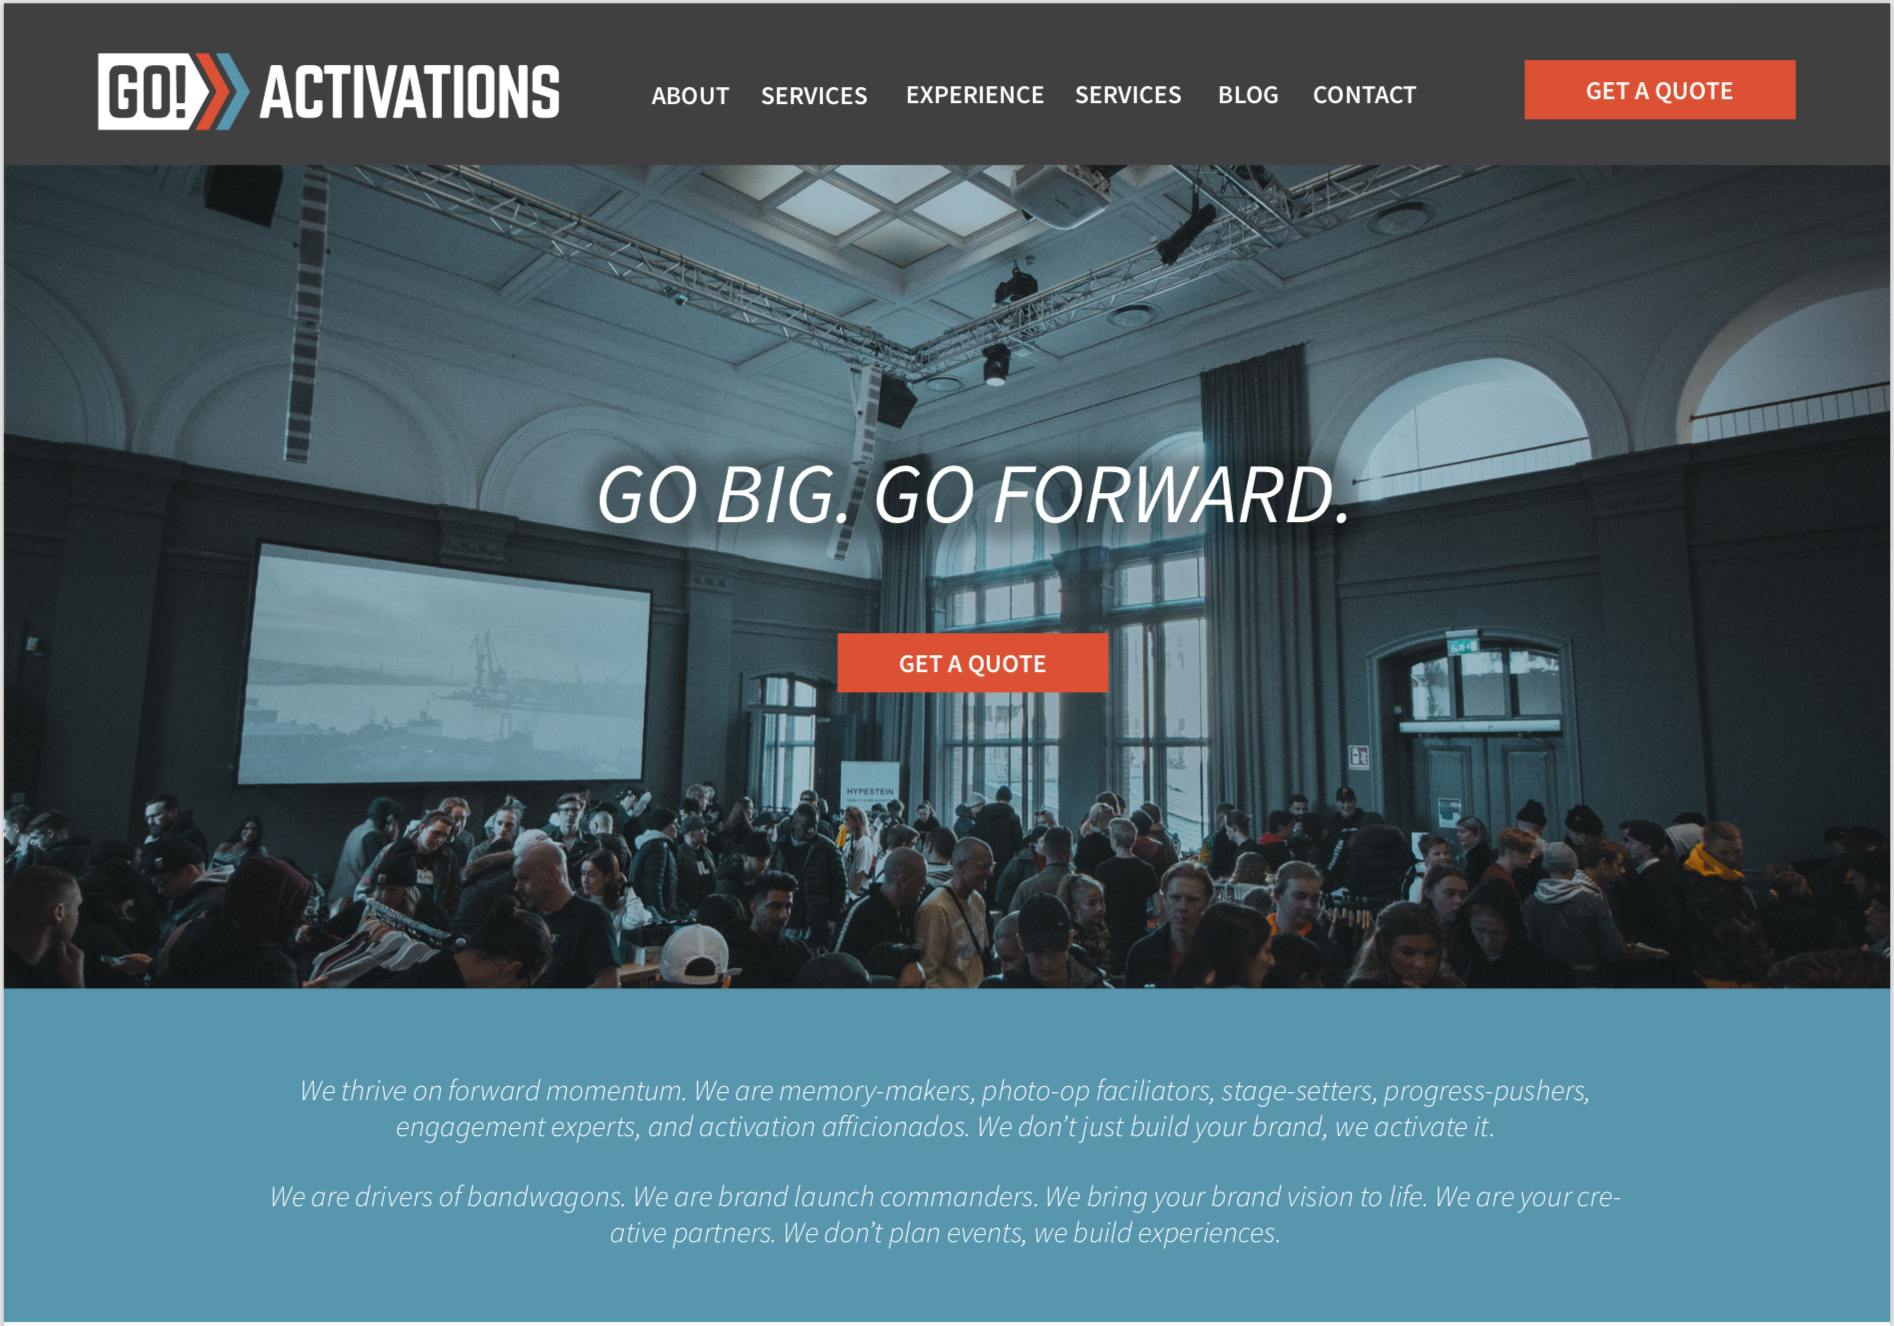 GO! ACTIVATIONS
ABOUT SERVICES EXPERIENCE SERVICES BLOG CONTACT
GET A QUOTE
GO BIG. GO FORWARD.
GET A QUOTE
HYPESTEIN
We thrive on forward momentum. We are memory-makers, photo-op faciliators, stage-setters, progress-pushers,
engagement experts, and activation afficionados. We don’t just build your brand, we activate it.
We are drivers of bandwagons. We are brand launch commanders. We bring your brand vision to life. We are your cre-
ative partners. We don’t plan events, we build experiences.